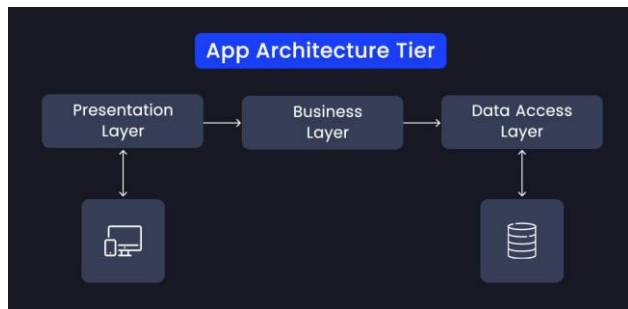 App Architecture Tier
Presentation
Layer
Business
Layer
Data Access
Layer